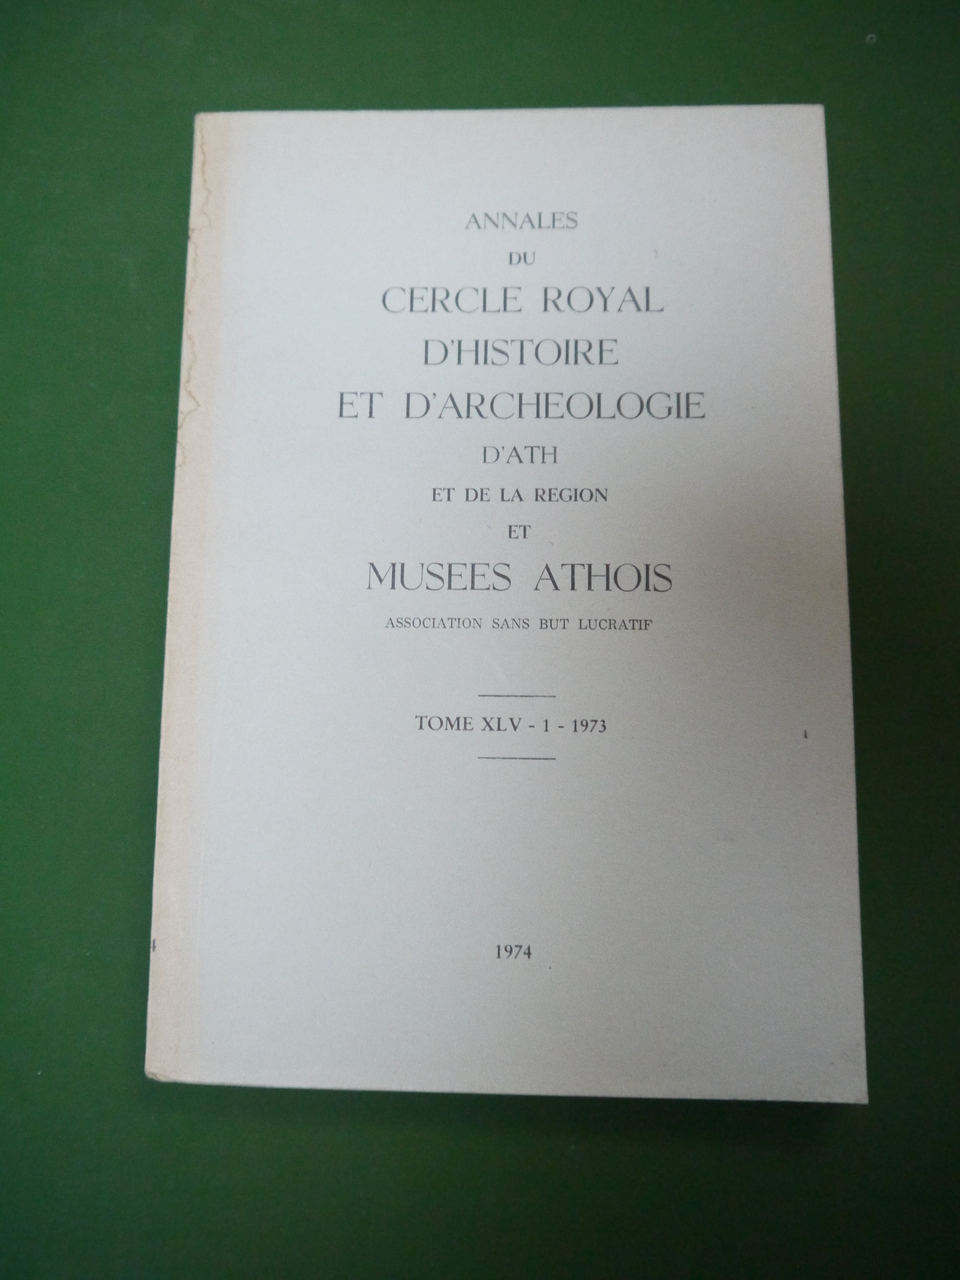 ANNALES
DU
CERCLE ROYAL
D'HISTOIRE
ET D'ARCHEOLOGIE
D'ATH
ET DE LA REGION
ET
MUSEES ATHOIS
ASSOCIATION SANS BUT LUCRATIF
TOME XLV - 1 - 1973
1974